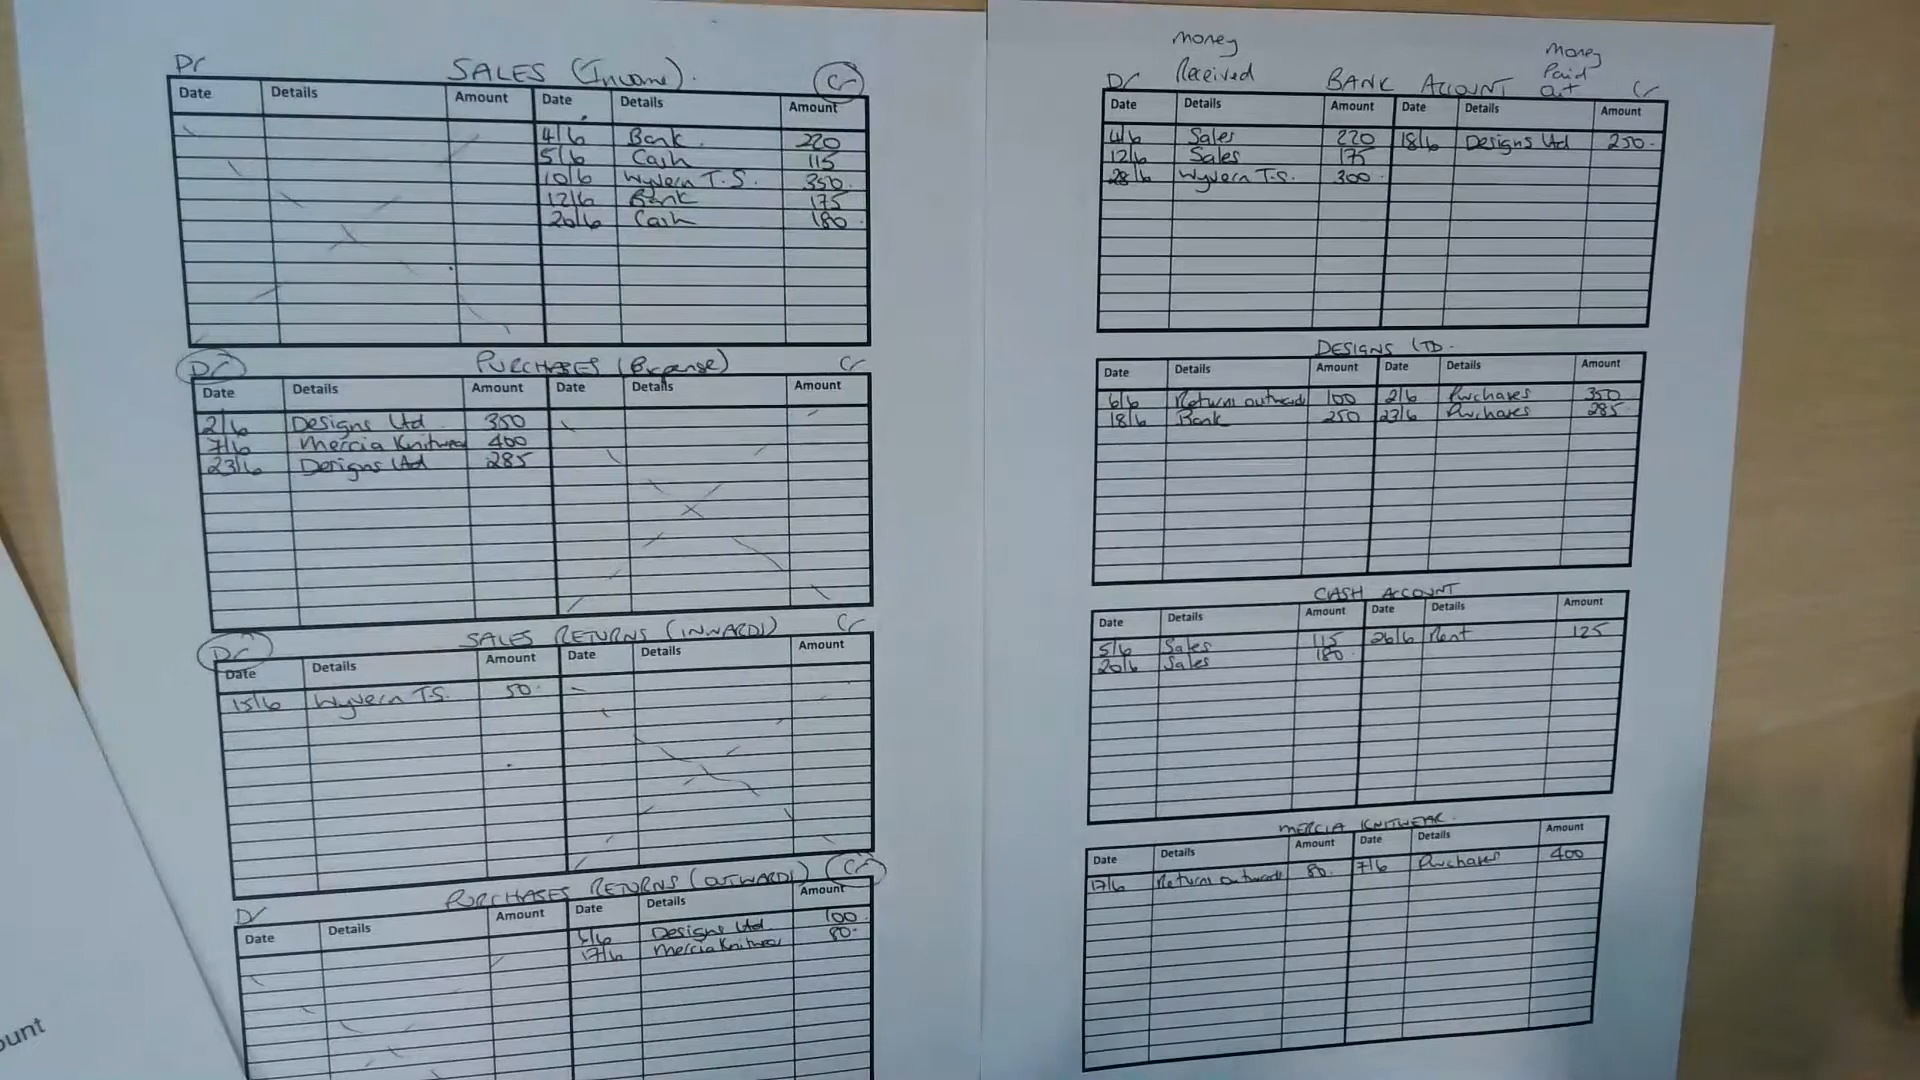 Dr SALES (Income). Cr
Date Details Amount Date Details Amount
4/6 Bank 220
5/6 Cash 115
10/6 Wyvern T.S. 350
12/6 Bank 175
20/6 Cash 180
Dr PURCHASES (Expense) Cr
Date Details Amount Date Details Amount
2/6 Designs Ltd 350
7/6 Mercia Knitwear 400
23/6 Designs Ltd 285
Dr SALES RETURNS (INWARDS) Cr
Date Details Amount Date Details Amount
15/6 Wyvern T.S. 50
Dr PURCHASES RETURNS (OUTWARDS) Cr
Date Details Amount Date Details Amount
6/6 Designs Ltd 100
17/6 Mercia Knitwear 80
ount
Money Received
Money Paid out
Dr BANK ACCOUNT Cr
Date Details Amount Date Details Amount
4/6 Sales 220 18/6 Designs Ltd 250
12/6 Sales 175
28/6 Wyvern T.S. 300
DESIGNS LTD.
Date Details Amount Date Details Amount
6/6 Return outwards 100 2/6 Purchases 350
18/6 Bank 250 23/6 Purchases 285
CASH ACCOUNT
Date Details Amount Date Details Amount
5/6 Sales 115 26/6 Rent 125
20/6 Sales 180
MERCIA KNITWEAR
Date Details Amount Date Details Amount
17/6 Return outwards 80 7/6 Purchases 400